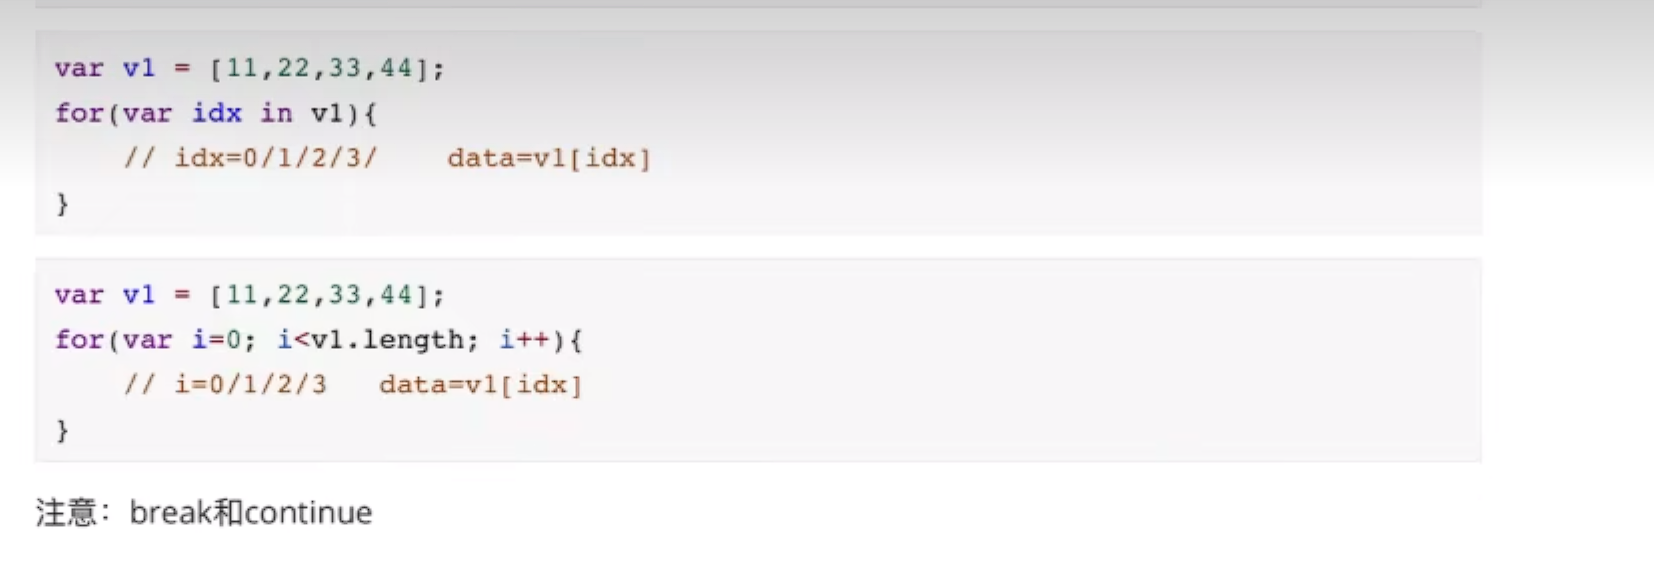 var v1 = [11,22,33,44];
for(var idx in v1){
    // idx=0/1/2/3/    data=v1[idx]
}
var v1 = [11,22,33,44];
for(var i=0; i<v1.length; i++){
    // i=0/1/2/3   data=v1[idx]
}
注意：break和continue